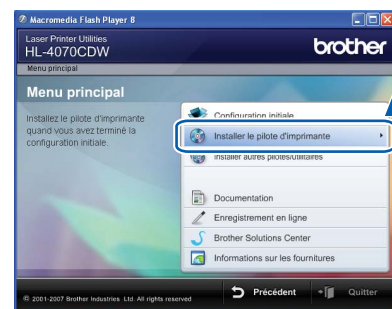 Macromedia Flash Player 8
Laser Printer Utilities
HL-4070CDW
brother
Menu principal
Menu principal
Installez le pilote d'imprimante
quand vous avez terminé la
configuration initiale.
Configuration initiale
Installer le pilote d'imprimante
Installer autres pilotes/utilitaires
Documentation
Enregistrement en ligne
Brother Solutions Center
Informations sur les fournitures
© 2001-2007 Brother Industries Ltd. All rights reserved
Précédent
Quitter